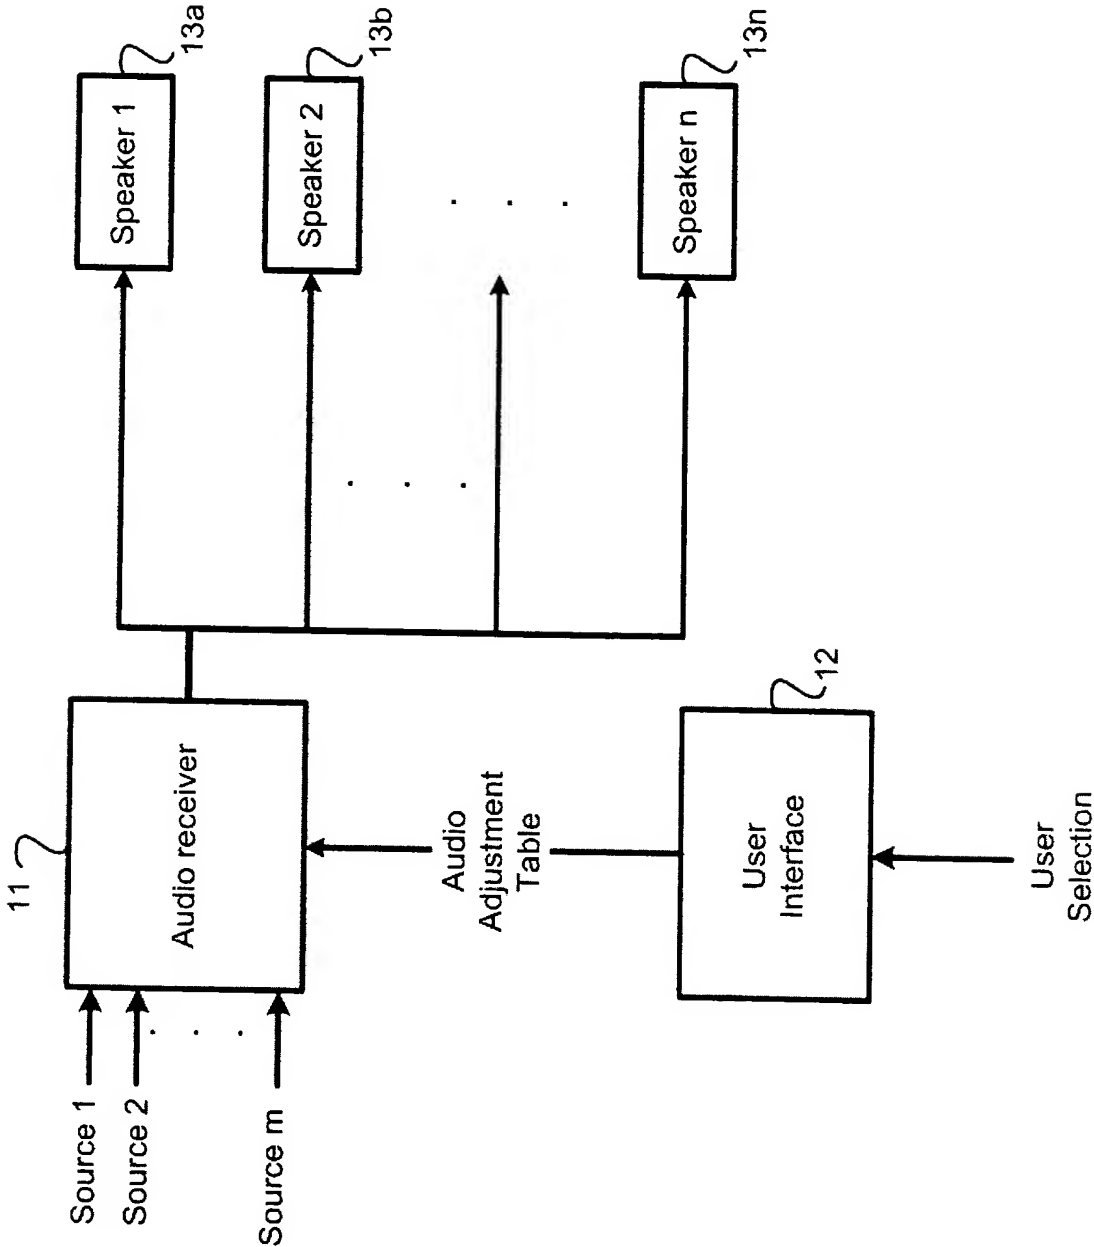 Source 1
Source 2
Source m
11
Audio receiver
Audio
Adjustment
Table
User
Interface
12
User
Selection
Speaker 1
13a
Speaker 2
13b
Speaker n
13n